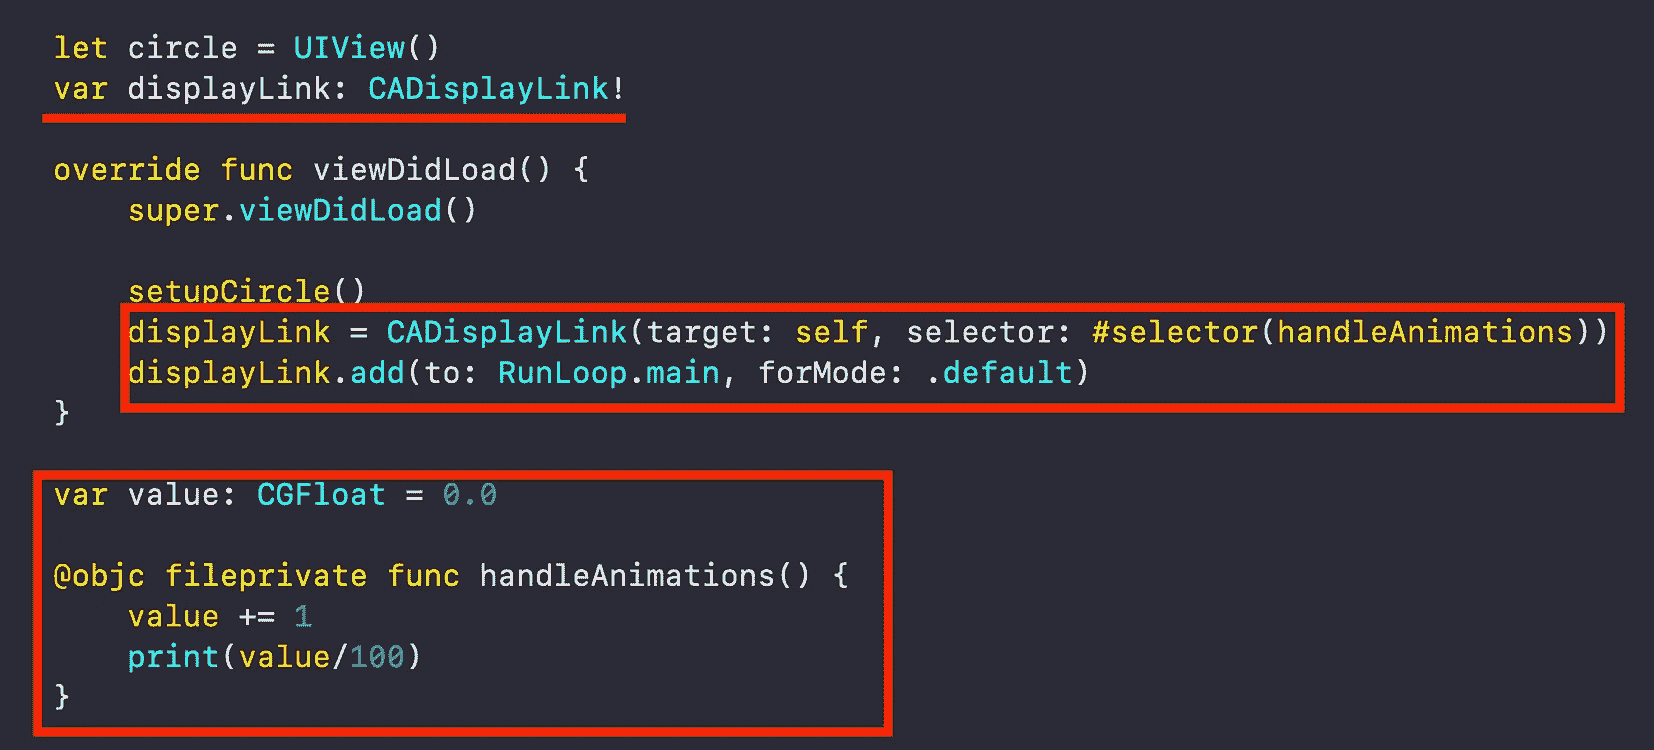 let circle = UIView()
var displayLink: CADisplayLink!
override func viewDidLoad() {
super.viewDidLoad()
setupCircle()
displayLink = CADisplayLink(target: self, selector: #selector(handleAnimations))
displayLink.add(to: RunLoop.main, forMode: .default)
}
var value: CGFloat = 0.0
@objc fileprivate func handleAnimations() {
value += 1
print(value/100)
}